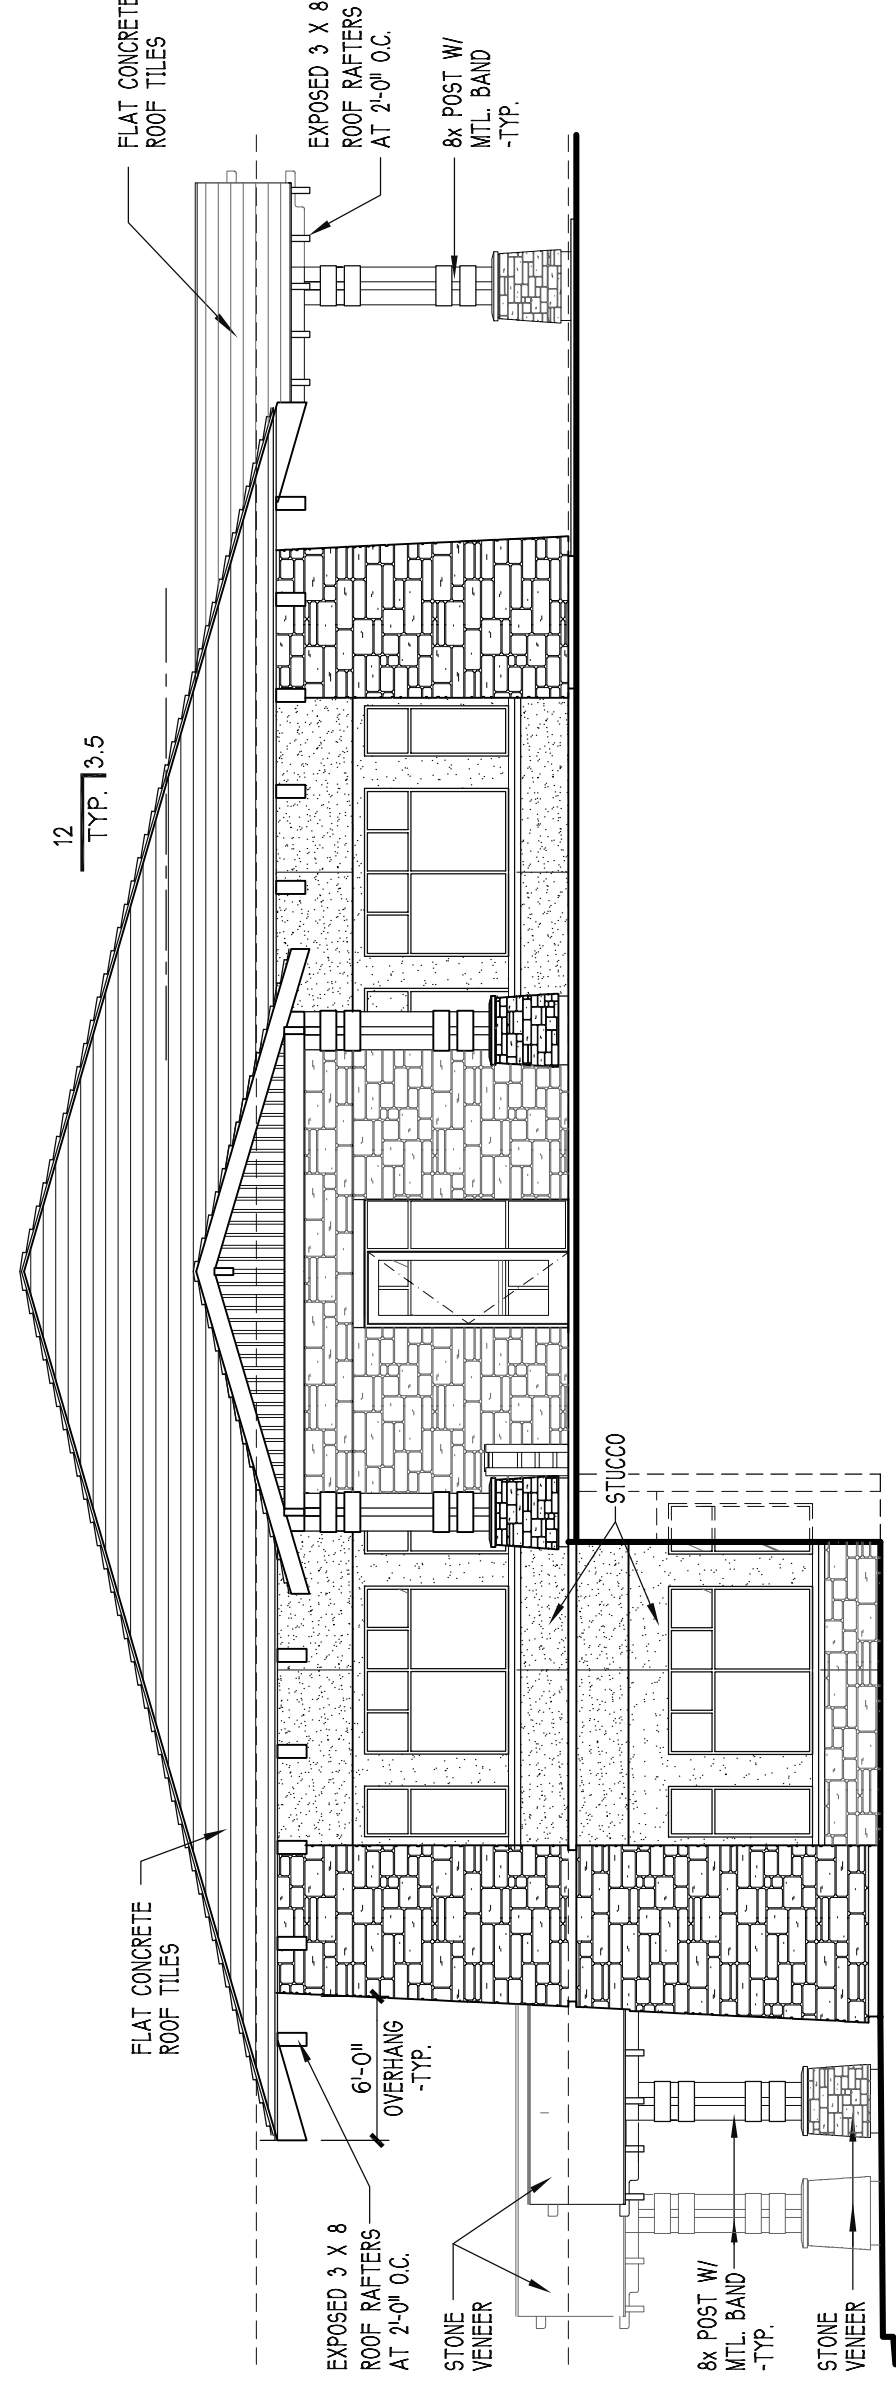 FLAT CONCRETE
ROOF TILES
EXPOSED 3 X 8
ROOF RAFTERS
AT 2'-0" O.C.
8x POST W/
MTL. BAND
-TYP.
12
TYP.
3.5
STUCCO
FLAT CONCRETE
ROOF TILES
6'-0"
OVERHANG
-TYP.
EXPOSED 3 X 8
ROOF RAFTERS
AT 2'-0" O.C.
STONE
VENEER
8x POST W/
MTL. BAND
-TYP.
STONE
VENEER